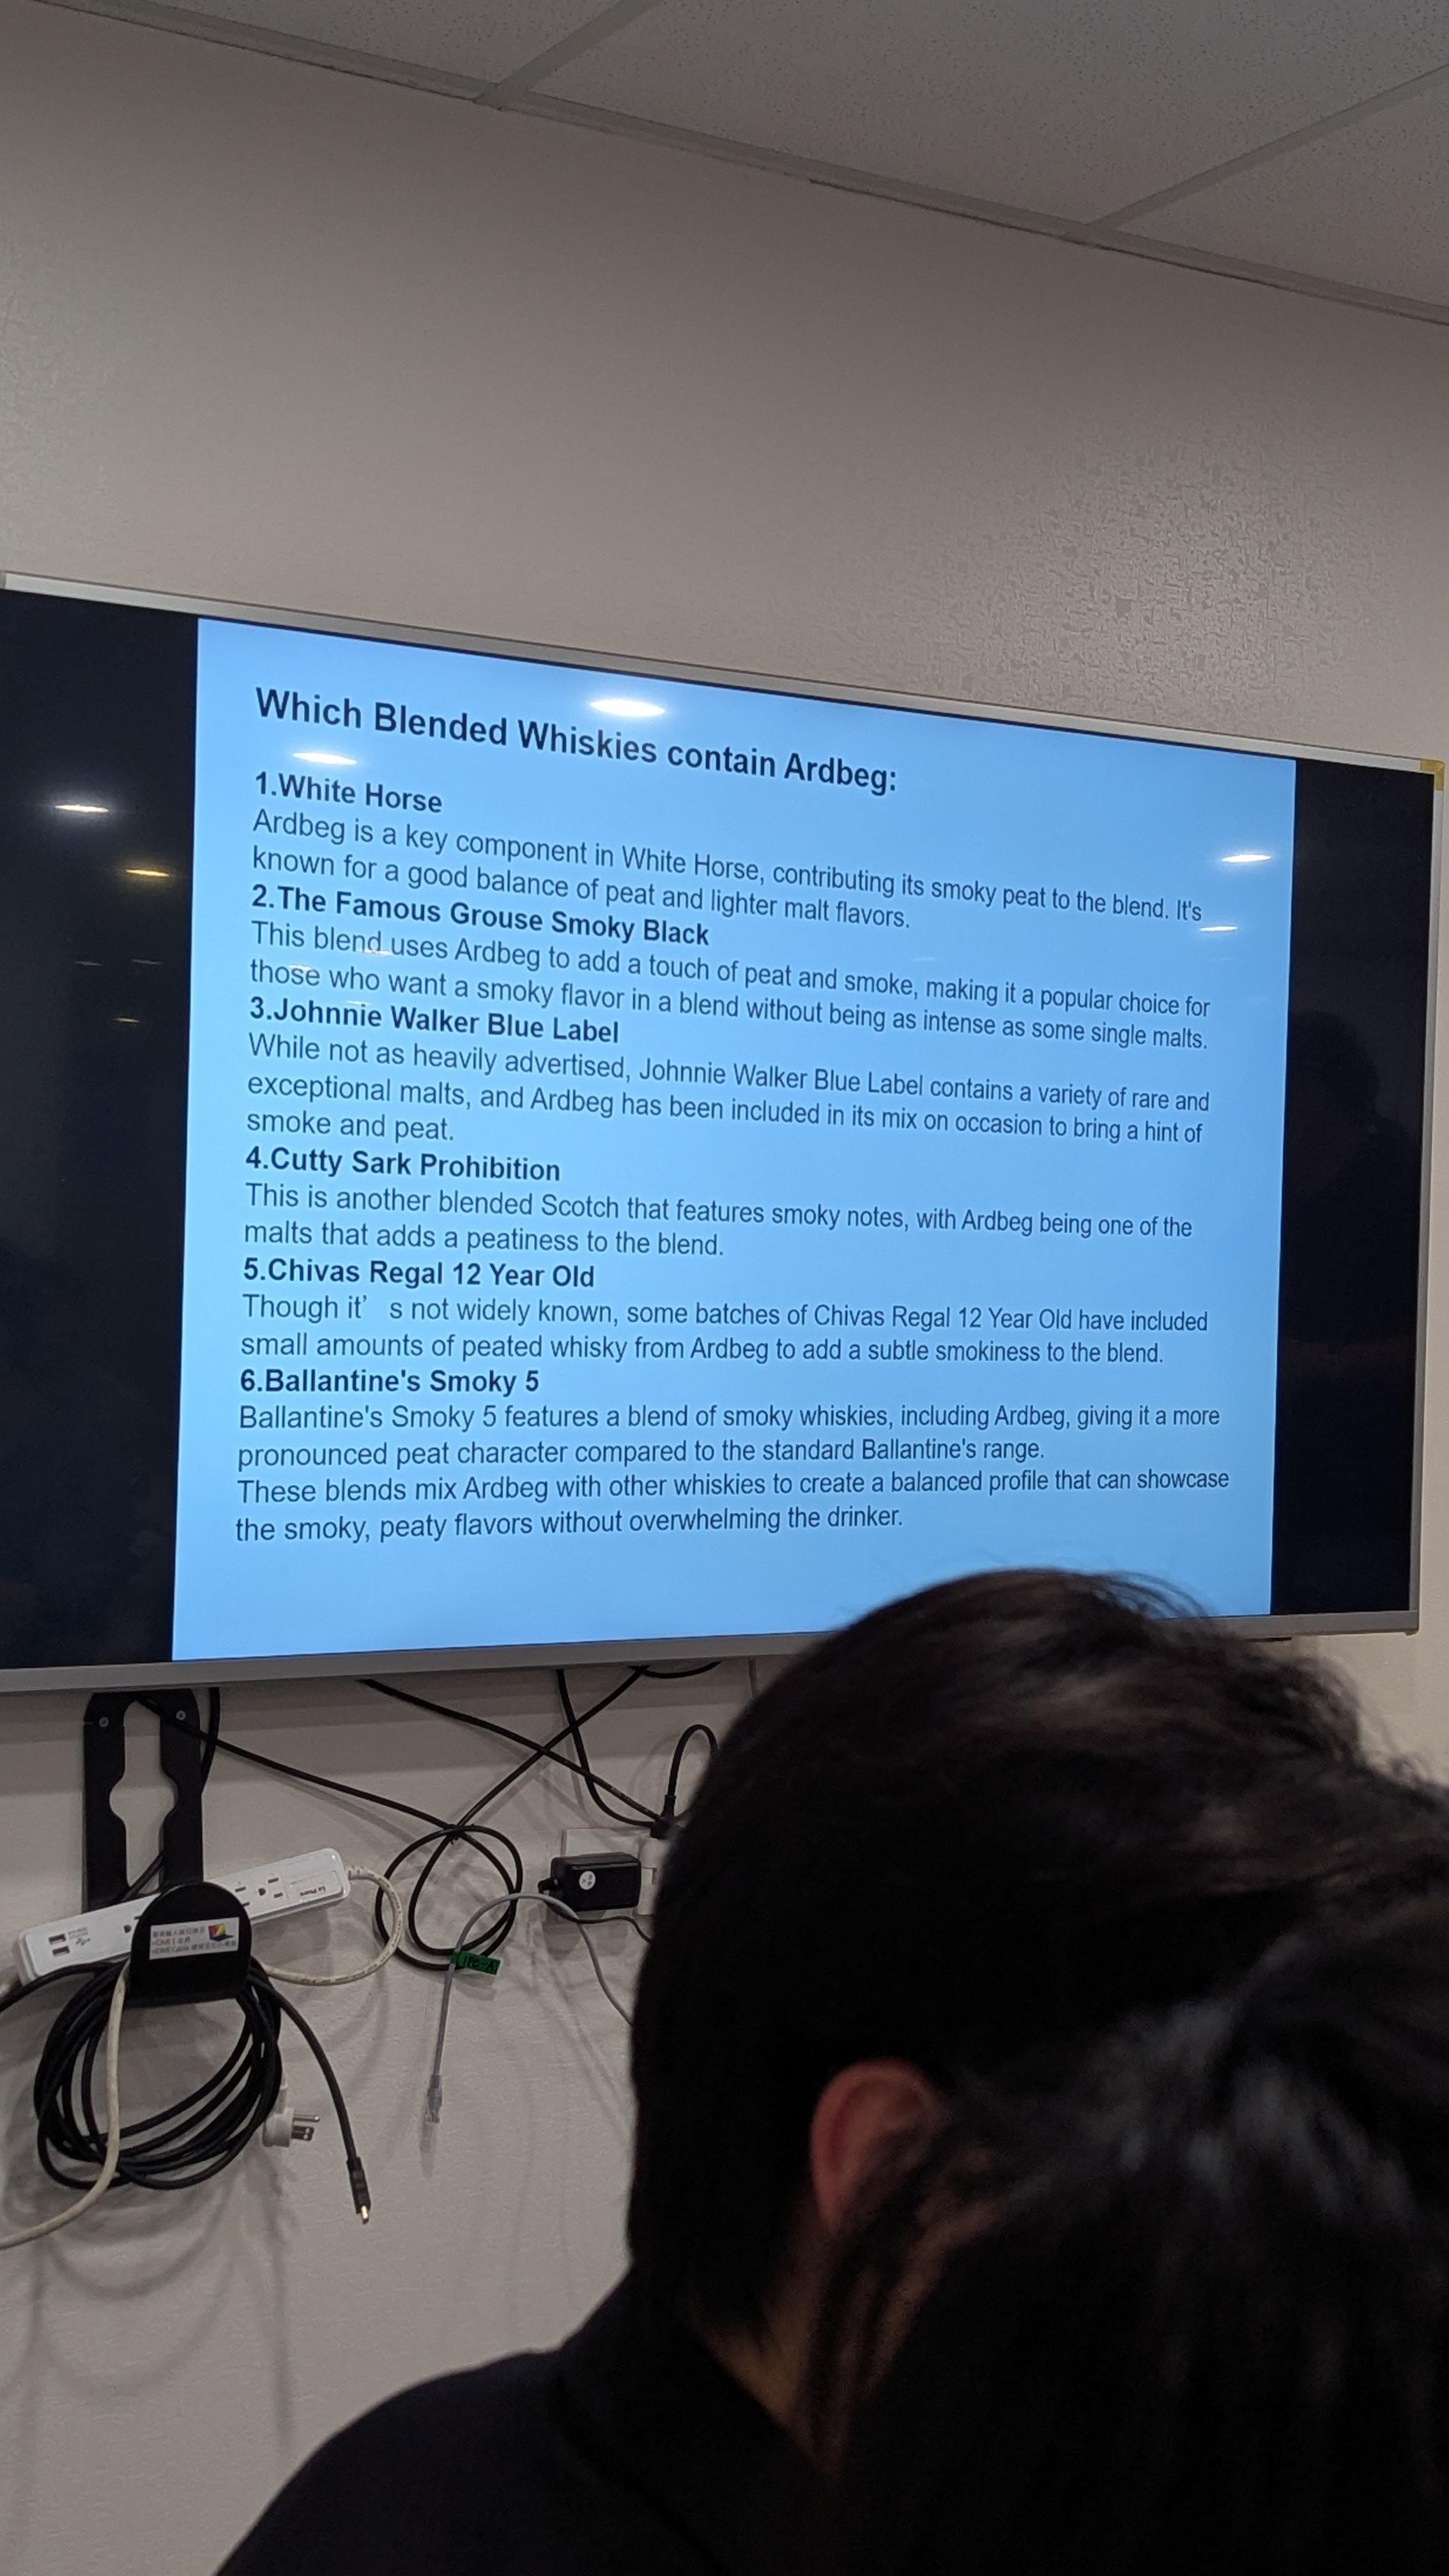 Which Blended Whiskies contain Ardbeg:
1.White Horse
Ardbeg is a key component in White Horse, contributing its smoky peat to the blend. It's
known for a good balance of peat and lighter malt flavors.
2.The Famous Grouse Smoky Black
This blend uses Ardbeg to add a touch of peat and smoke, making it a popular choice for
those who want a smoky flavor in a blend without being as intense as some single malts.
3.Johnnie Walker Blue Label
While not as heavily advertised, Johnnie Walker Blue Label contains a variety of rare and
exceptional malts, and Ardbeg has been included in its mix on occasion to bring a hint of
smoke and peat.
4.Cutty Sark Prohibition
This is another blended Scotch that features smoky notes, with Ardbeg being one of the
malts that adds a peatiness to the blend.
5.Chivas Regal 12 Year Old
Though it’ s not widely known, some batches of Chivas Regal 12 Year Old have included
small amounts of peated whisky from Ardbeg to add a subtle smokiness to the blend.
6.Ballantine's Smoky 5
Ballantine's Smoky 5 features a blend of smoky whiskies, including Ardbeg, giving it a more
pronounced peat character compared to the standard Ballantine's range.
These blends mix Ardbeg with other whiskies to create a balanced profile that can showcase
the smoky, peaty flavors without overwhelming the drinker.